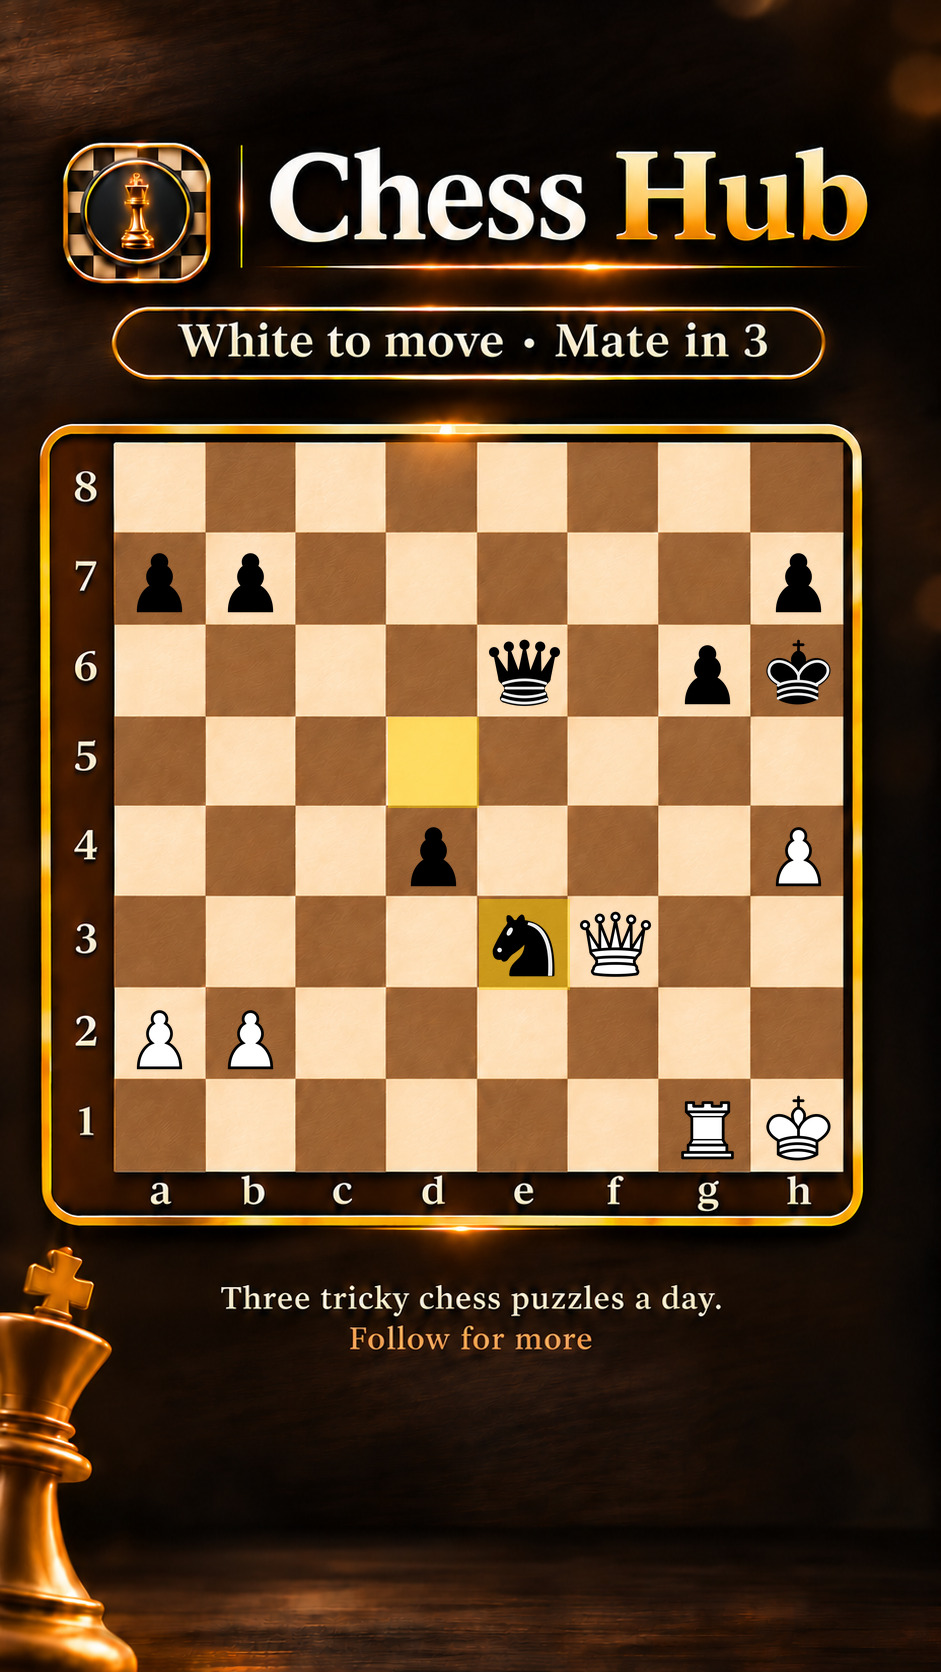 Chess Hub
White to move • Mate in 3
8
7
6
5
4
3
2
1
a b c d e f g h
Three tricky chess puzzles a day.
Follow for more